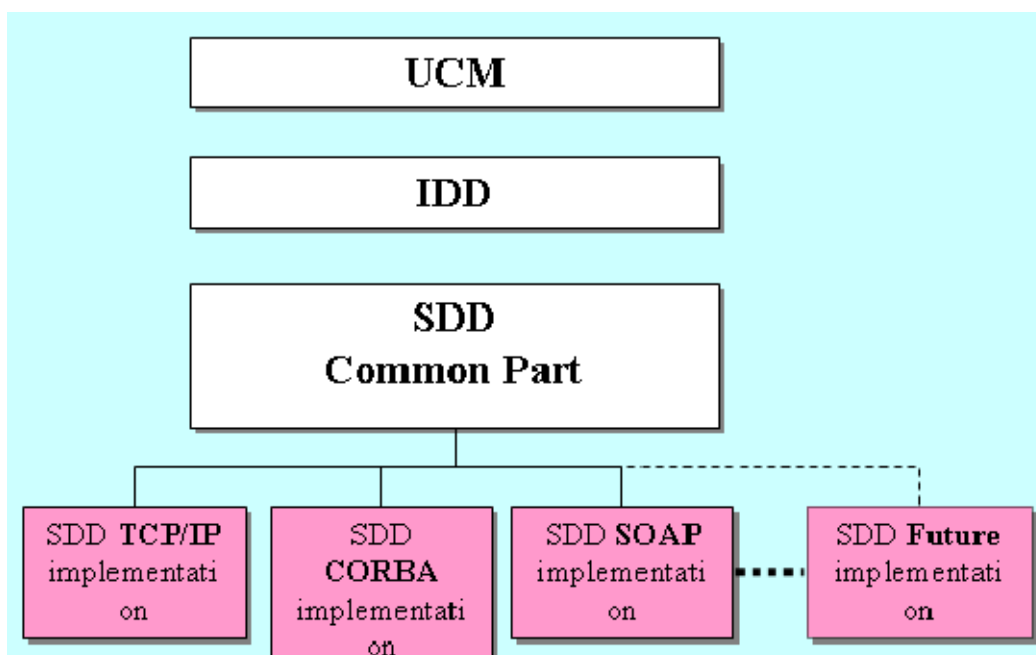 UCM
IDD
SDD
Common Part
SDD TCP/IP
implementati
on
SDD
CORBA
implementati
on
SDD SOAP
implementati
on
SDD Future
implementati
on